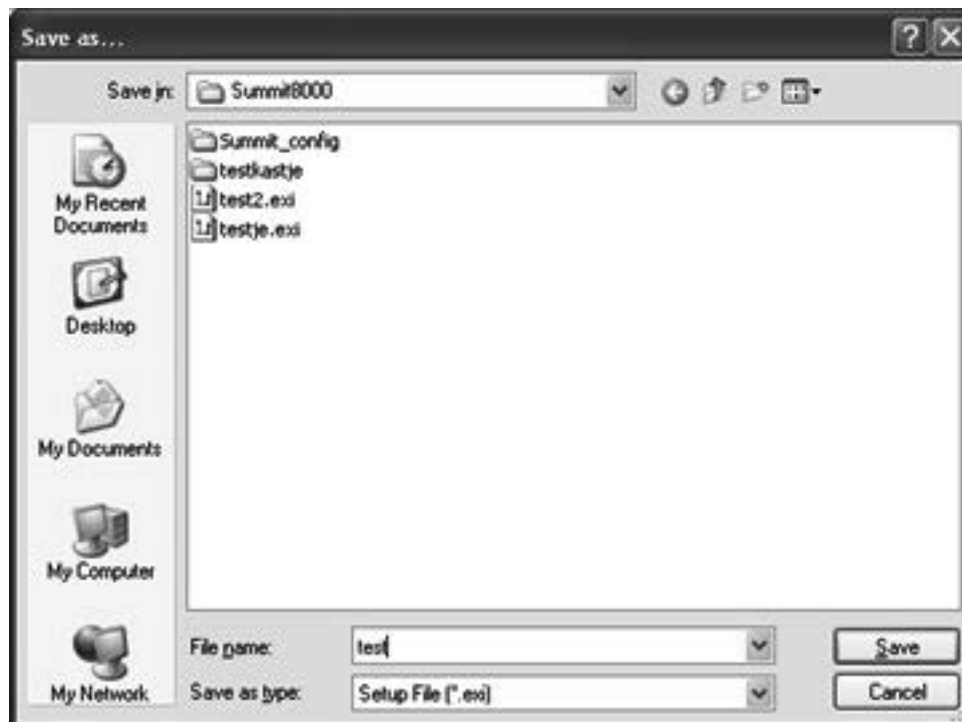 Save as...
Save in: Summit8000
Summit_config
testkastje
test2.exi
testje.exi
My Recent
Documents
Desktop
My Documents
My Computer
My Network
File name: test
Save
Save as type: Setup File (*.exi)
Cancel